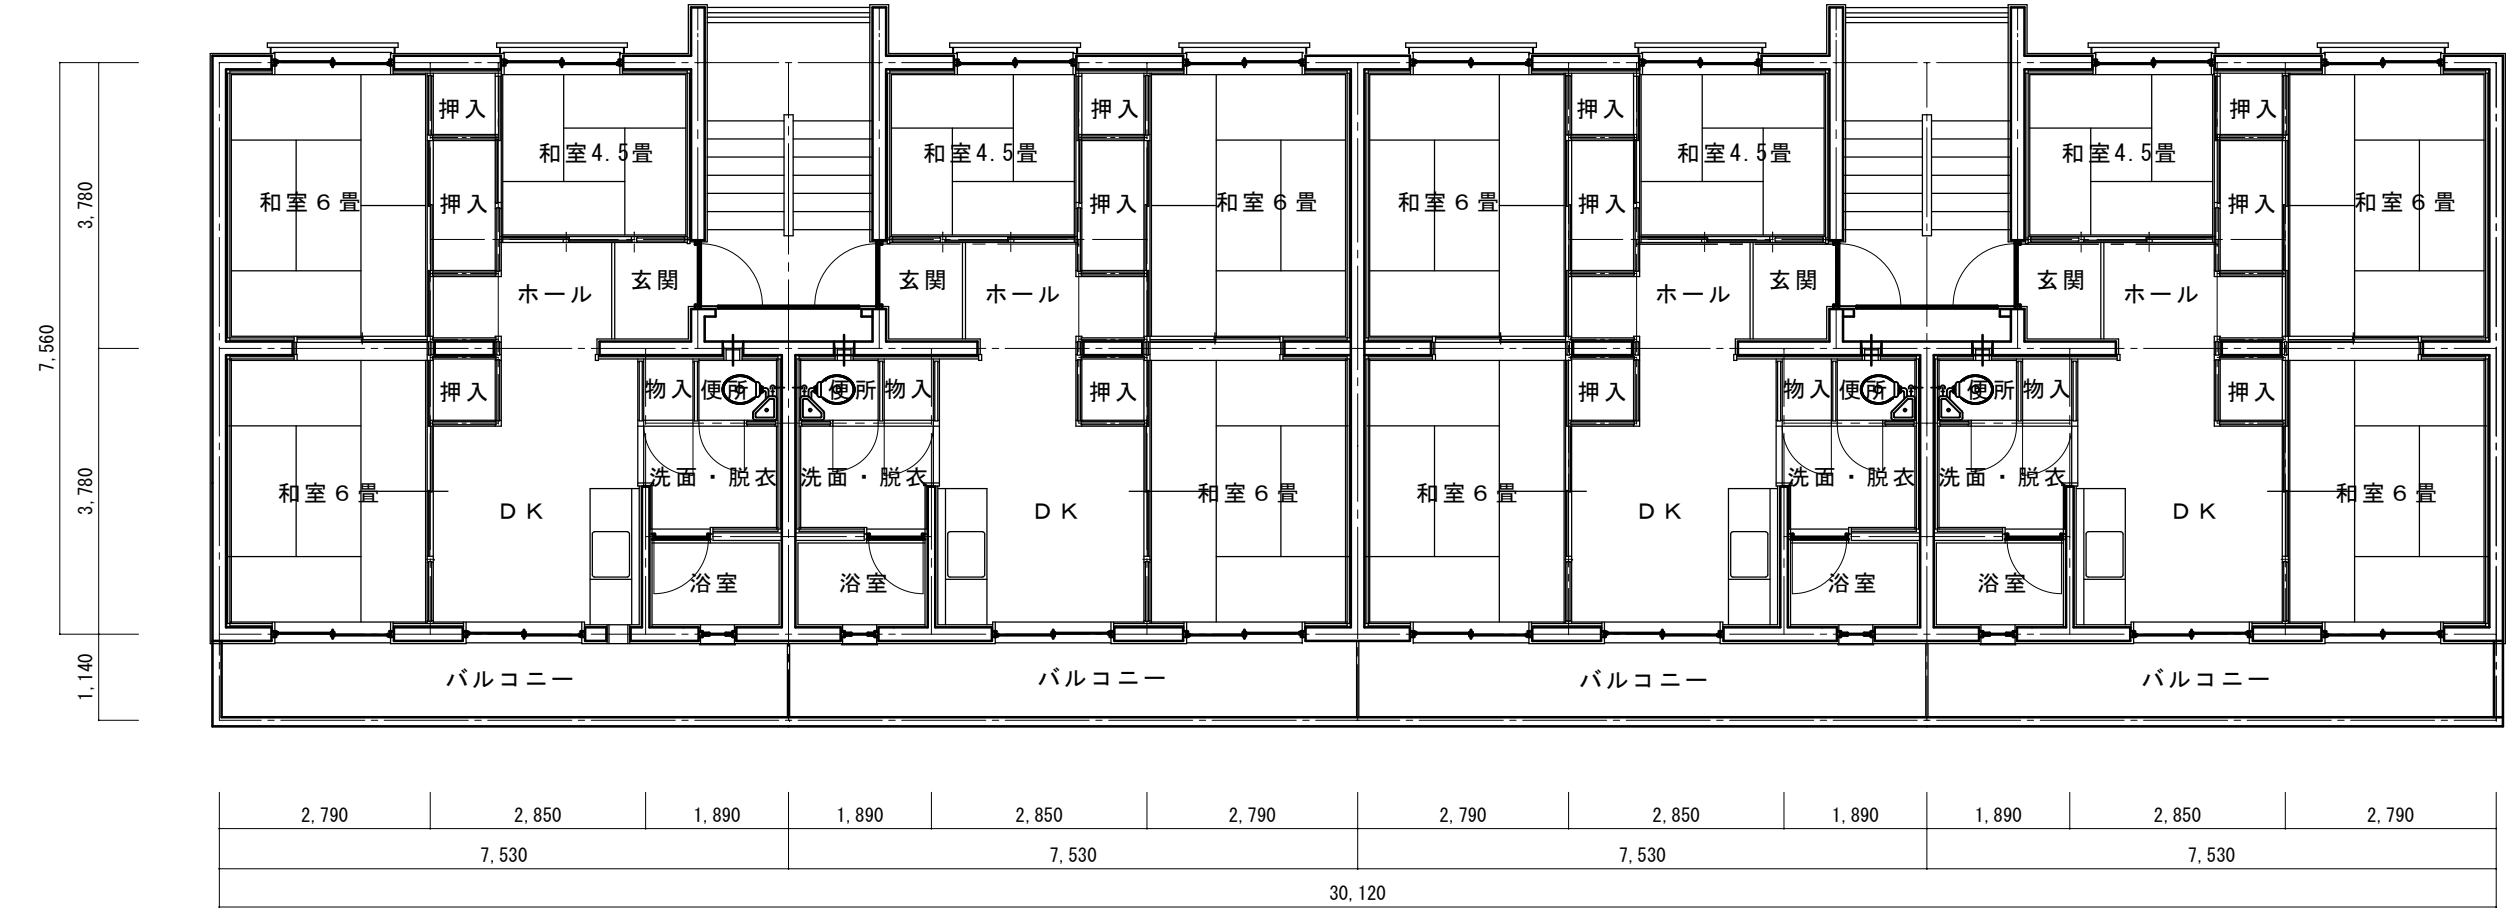 押入 押入 押入 押入
和室4.5畳 和室4.5畳 和室4.5畳 和室4.5畳
和室６畳 押入 押入 和室６畳 和室６畳 押入 押入 和室６畳
3,780
玄関 玄関 玄関 玄関
ホール ホール ホール ホール
7,560
押入 物入 便所 便所 物入 押入 押入 物入 便所 便所 物入 押入
洗面・脱衣 洗面・脱衣 洗面・脱衣 洗面・脱衣
3,780
和室６畳 和室６畳 和室６畳 和室６畳
ＤＫ ＤＫ ＤＫ ＤＫ
浴室 浴室 浴室 浴室
1,140
バルコニー バルコニー バルコニー バルコニー
2,790 2,850 1,890 1,890 2,850 2,790 2,790 2,850 1,890 1,890 2,850 2,790
7,530 7,530 7,530 7,530
30,120